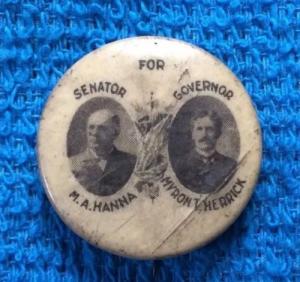 FOR
SENATOR
GOVERNOR
M.A. HANNA
MYRON T. HERRICK